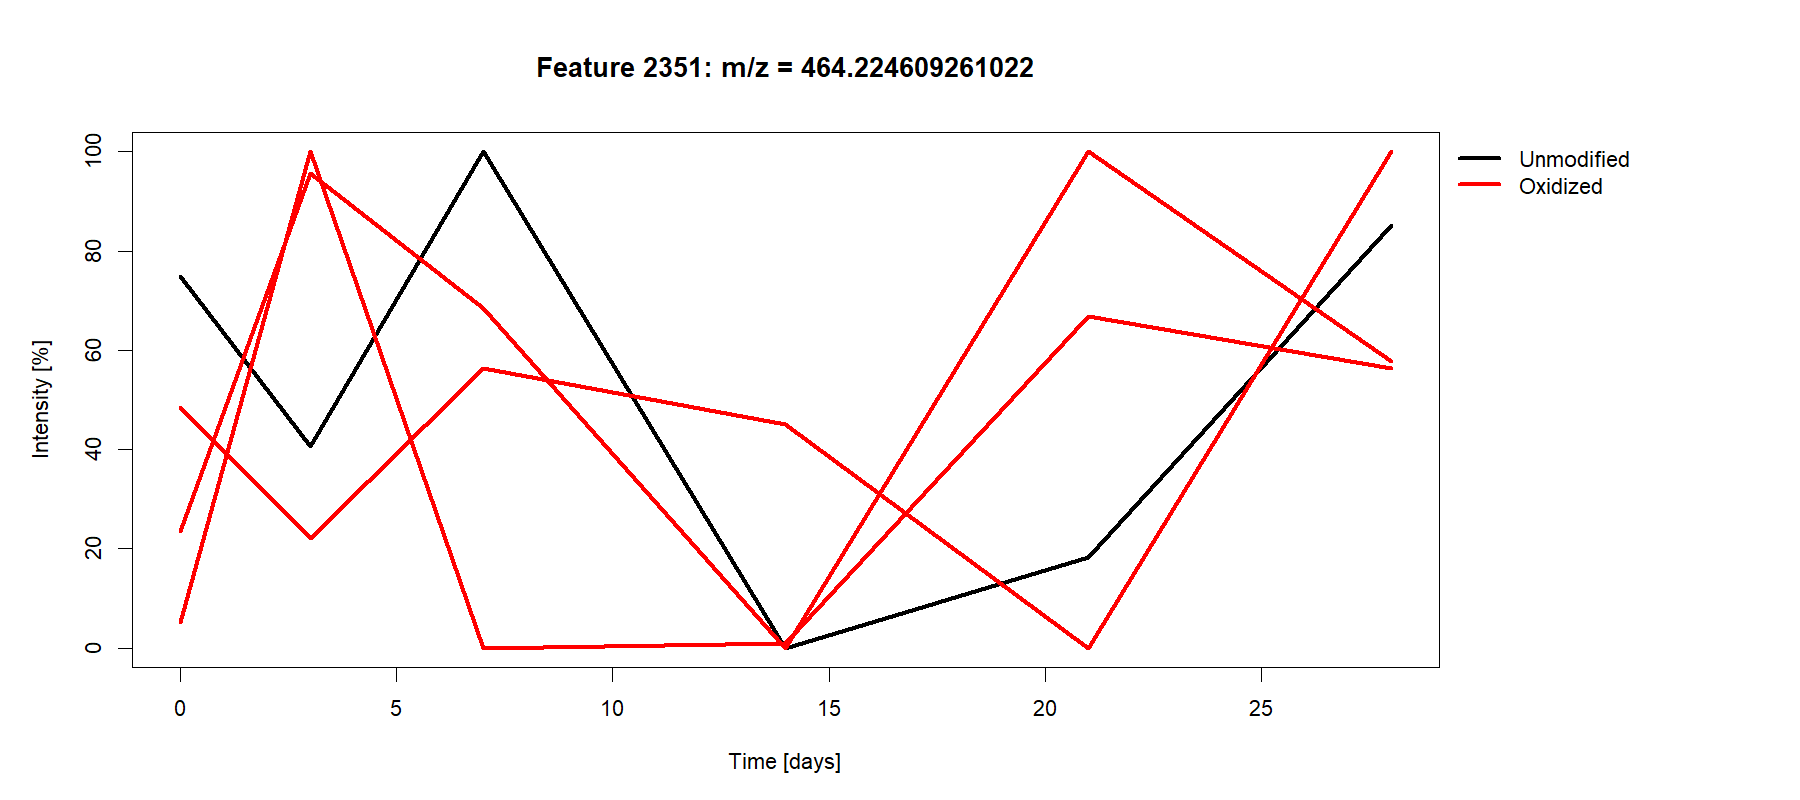 Feature 2351: m/z = 464.224609261022
100
80
60
40
20
0
Intensity [%]
0 5 10 15 20 25
Time [days]
Unmodified
Oxidized